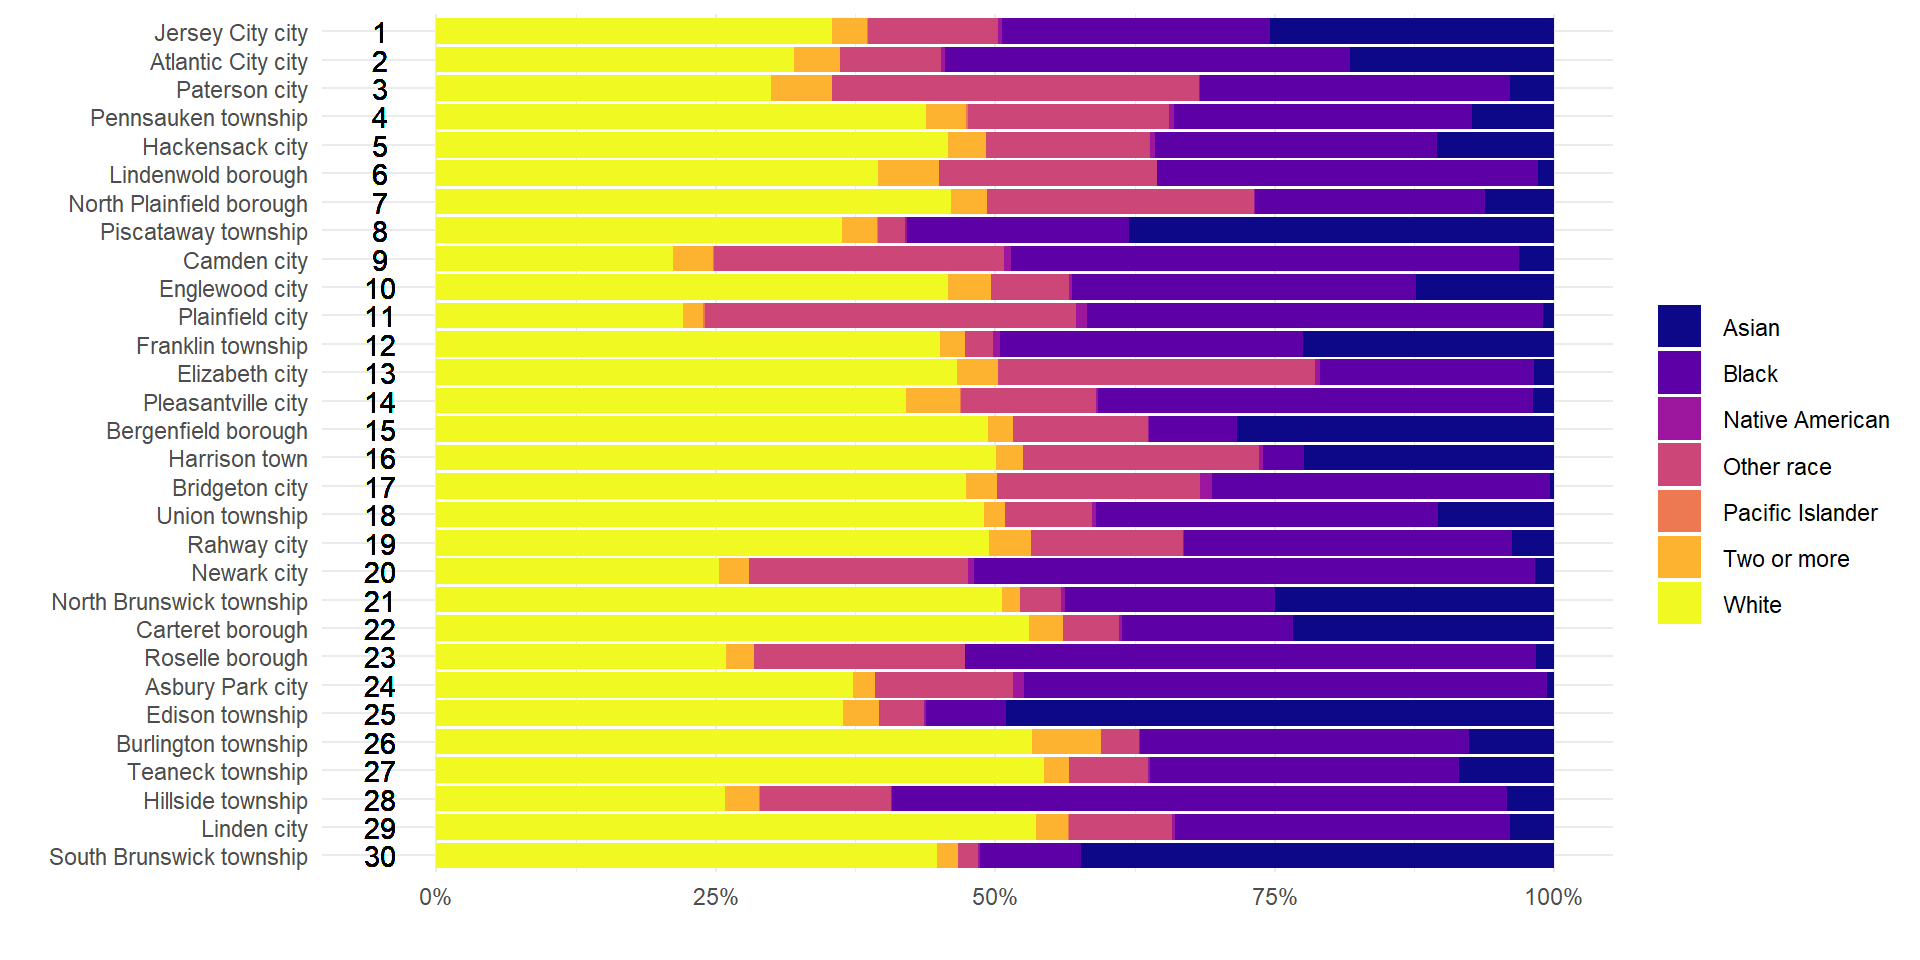 Jersey City city 1
Atlantic City city 2
Paterson city 3
Pennsauken township 4
Hackensack city 5
Lindenwold borough 6
North Plainfield borough 7
Piscataway township 8
Camden city 9
Englewood city 10
Plainfield city 11
Franklin township 12
Elizabeth city 13
Pleasantville city 14
Bergenfield borough 15
Harrison town 16
Bridgeton city 17
Union township 18
Rahway city 19
Newark city 20
North Brunswick township 21
Carteret borough 22
Roselle borough 23
Asbury Park city 24
Edison township 25
Burlington township 26
Teaneck township 27
Hillside township 28
Linden city 29
South Brunswick township 30
0% 25% 50% 75% 100%
Asian
Black
Native American
Other race
Pacific Islander
Two or more
White